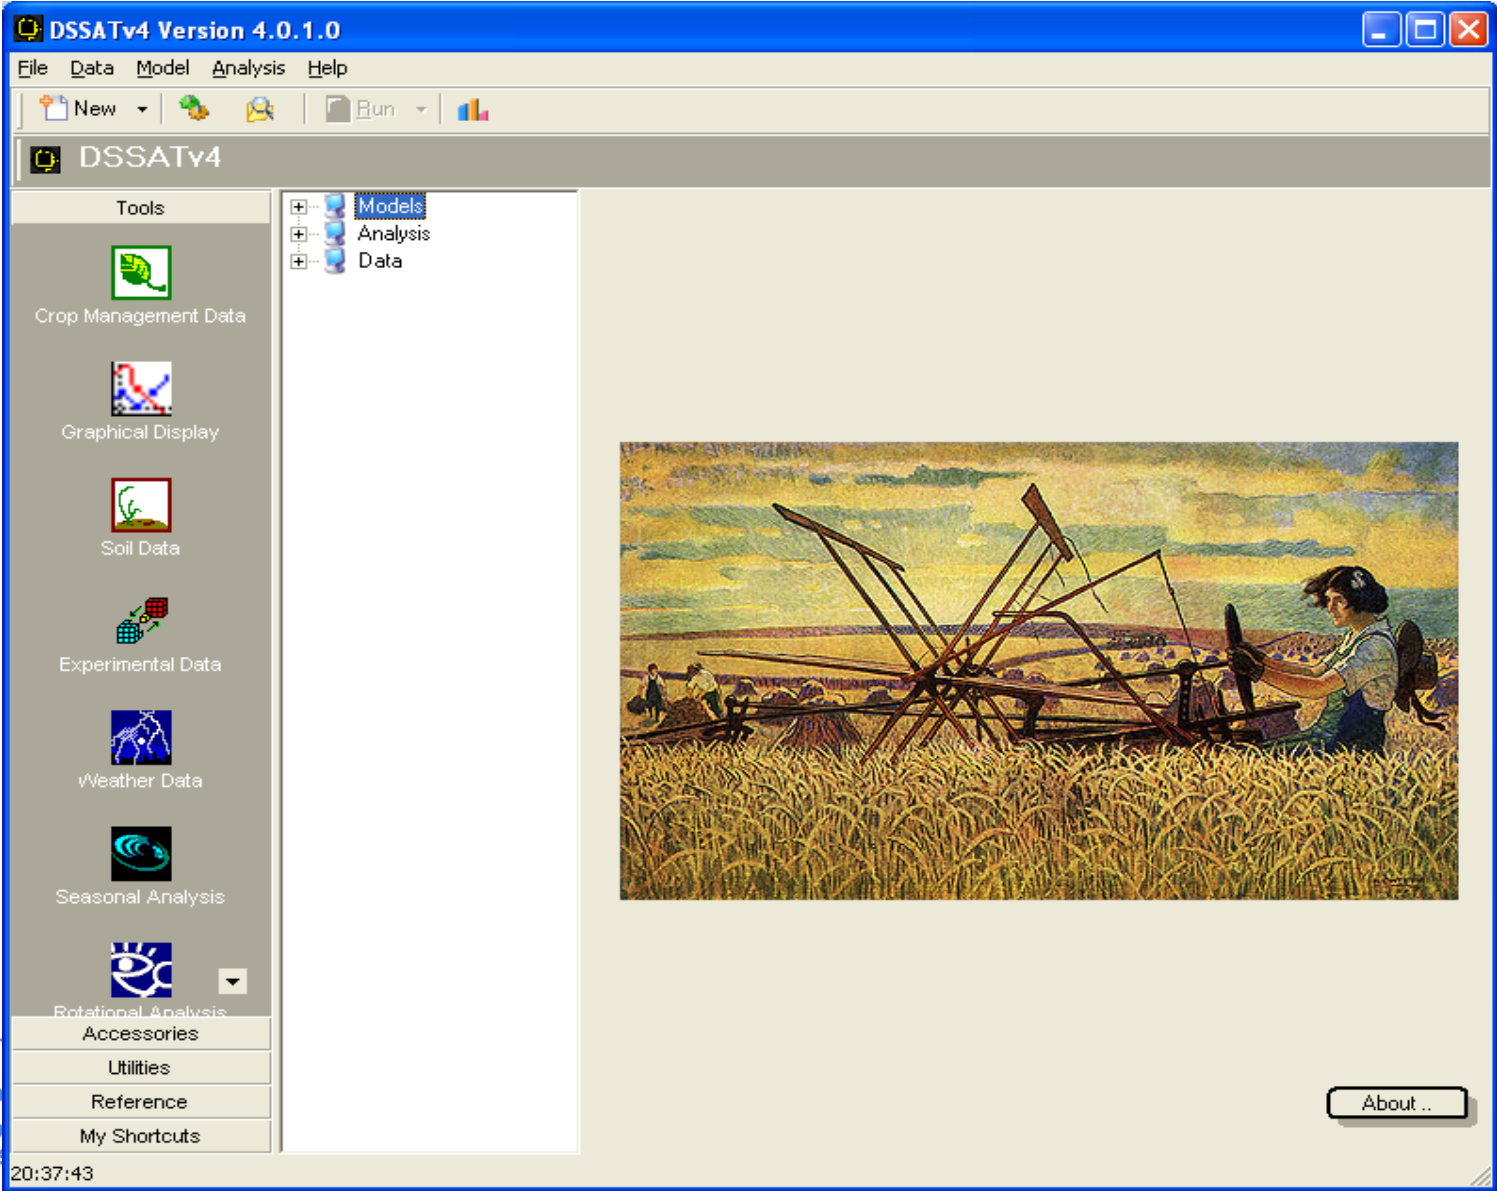 DSSATv4 Version 4.0.1.0
File Data Model Analysis Help
New Run
DSSATv4
Tools
Crop Management Data
Graphical Display
Soil Data
Experimental Data
Weather Data
Seasonal Analysis
Rotational Analysis
Accessories
Utilities
Reference
My Shortcuts
Models
Analysis
Data
About ..
20:37:43